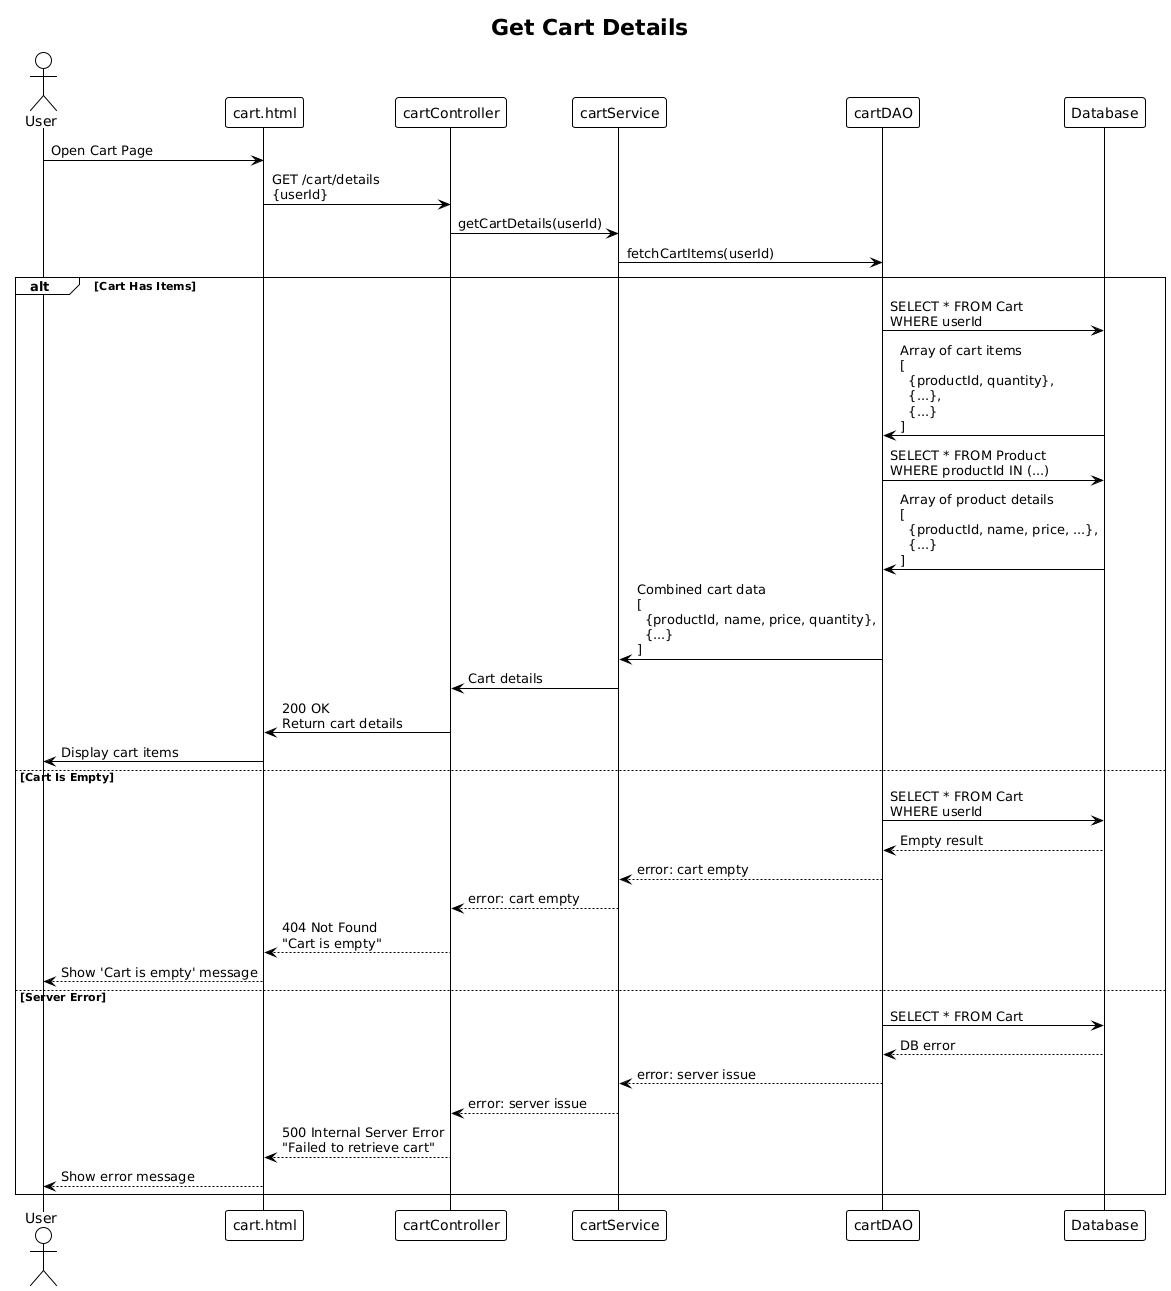 Get Cart Details
User
cart.html
cartController
cartService
cartDAO
Database
Open Cart Page
GET /cart/details
{userId}
getCartDetails(userId)
fetchCartItems(userId)
alt
[Cart Has Items]
SELECT * FROM Cart
WHERE userId
Array of cart items
[
{productId, quantity},
{...},
{...}
]
SELECT * FROM Product
WHERE productId IN (...)
Array of product details
[
{productId, name, price, ...},
{...}
]
Combined cart data
[
{productId, name, price, quantity},
{...}
]
Cart details
200 OK
Return cart details
Display cart items
[Cart Is Empty]
SELECT * FROM Cart
WHERE userId
Empty result
error: cart empty
error: cart empty
404 Not Found
"Cart is empty"
Show 'Cart is empty' message
[Server Error]
SELECT * FROM Cart
DB error
error: server issue
error: server issue
500 Internal Server Error
"Failed to retrieve cart"
Show error message
User
cart.html
cartController
cartService
cartDAO
Database